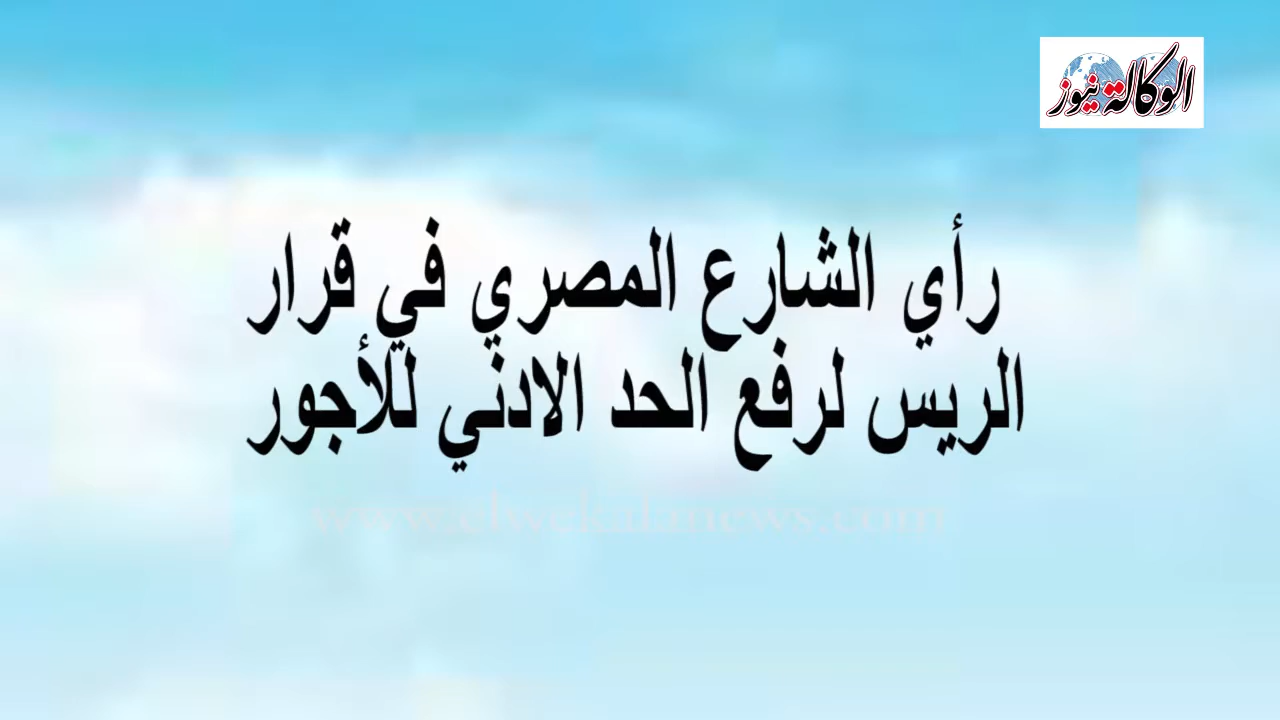 الوكالة نيوز
رأي الشارع المصري في قرار
الريس لرفع الحد الادني للأجور
www.elwekalanews.com